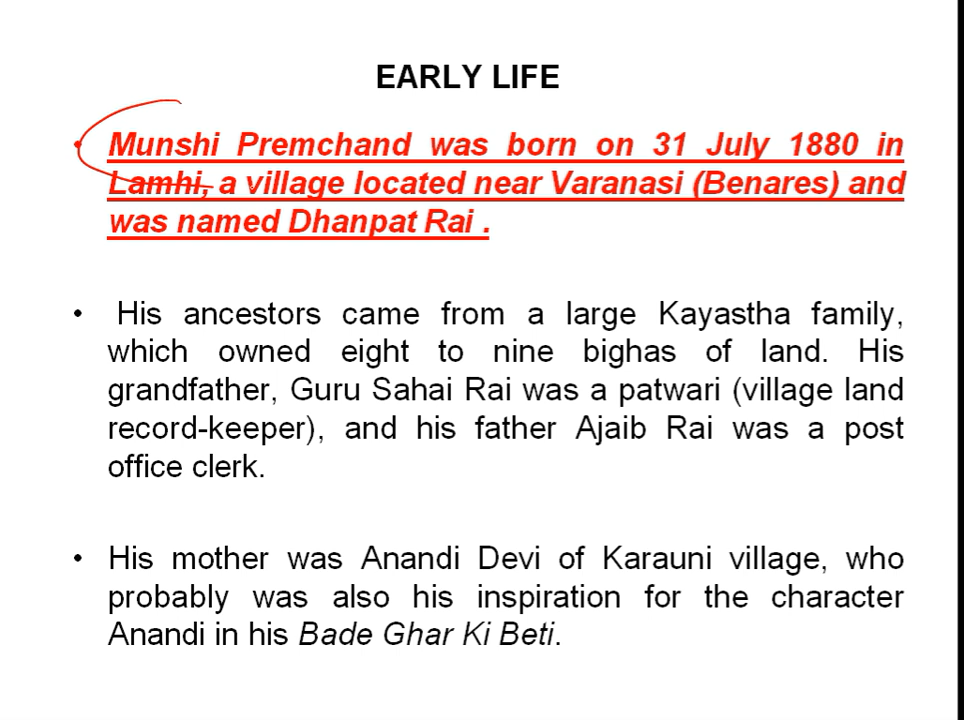 EARLY LIFE
• Munshi Premchand was born on 31 July 1880 in
Lamhi, a village located near Varanasi (Benares) and
was named Dhanpat Rai .
• His ancestors came from a large Kayastha family,
which owned eight to nine bighas of land. His
grandfather, Guru Sahai Rai was a patwari (village land
record-keeper), and his father Ajaib Rai was a post
office clerk.
• His mother was Anandi Devi of Karauni village, who
probably was also his inspiration for the character
Anandi in his Bade Ghar Ki Beti.